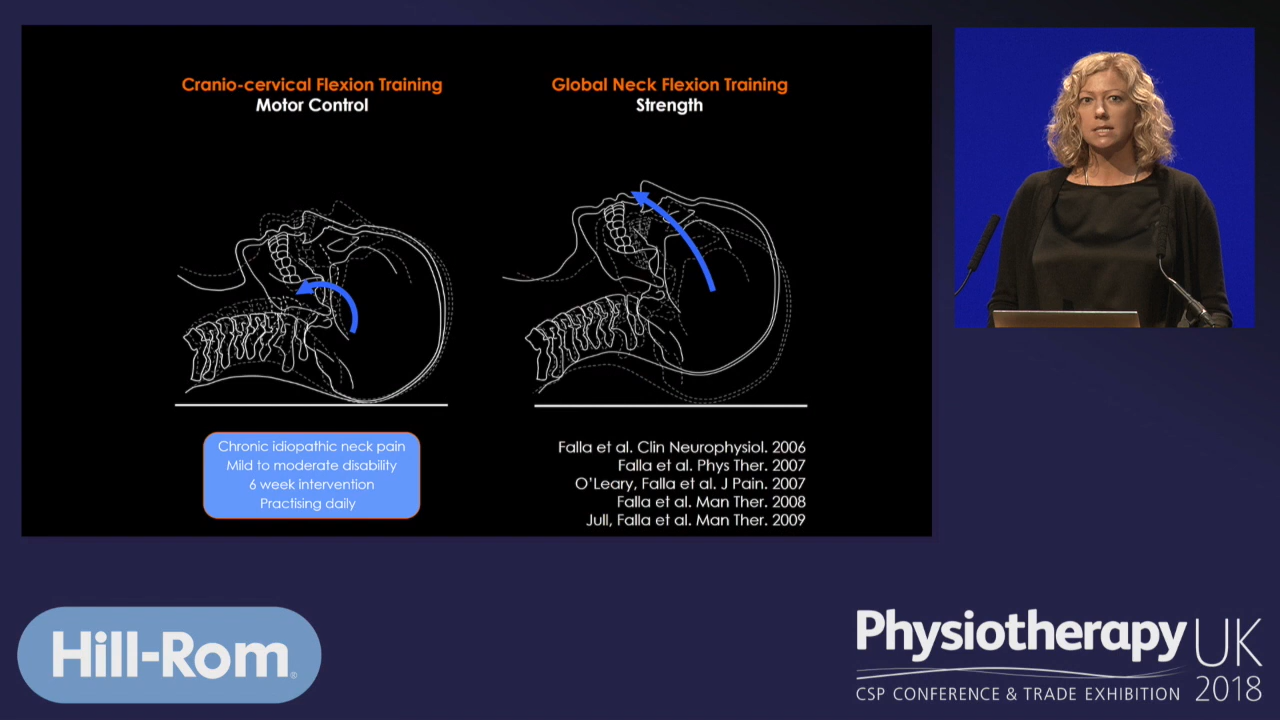 Cranio-cervical Flexion Training
Motor Control
Global Neck Flexion Training
Strength
Chronic idiopathic neck pain
Mild to moderate disability
6 week intervention
Practising daily
Falla et al. Clin Neurophysiol. 2006
Falla et al. Phys Ther. 2007
O'Leary, Falla et al. J Pain. 2007
Falla et al. Man Ther. 2008
Jull, Falla et al. Man Ther. 2009
Hill-Rom®
Physiotherapy UK
CSP CONFERENCE & TRADE EXHIBITION 2018